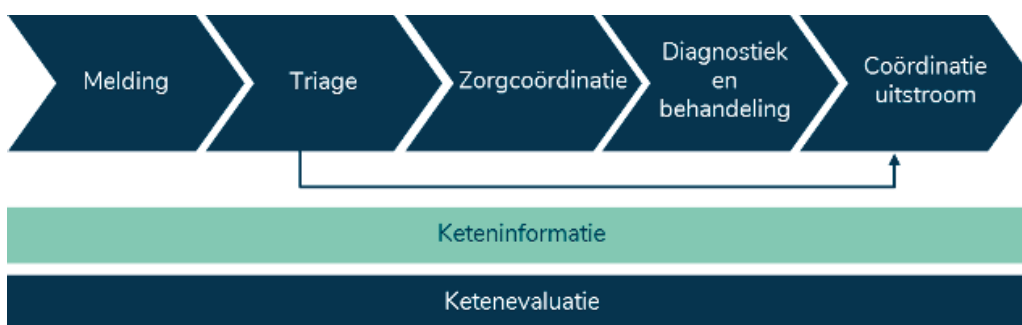 Melding
Triage
Zorgcoördinatie
Diagnostiek
en
behandeling
Coördinatie
uitstroom
Keteninformatie
Ketenevaluatie